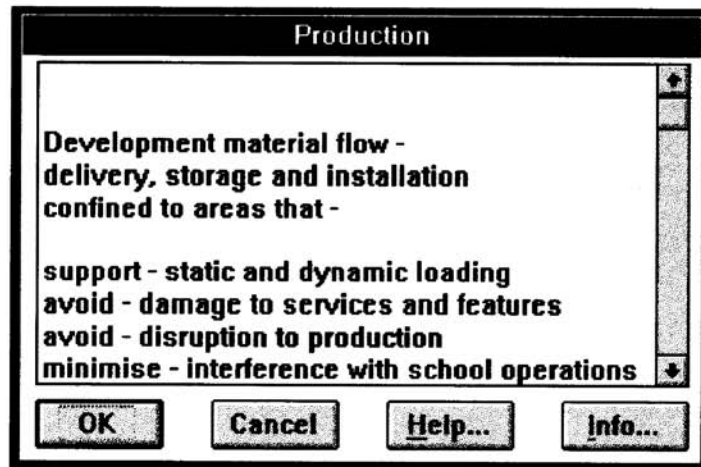 Production
Development material flow -
delivery, storage and installation
confined to areas that -
support - static and dynamic loading
avoid - damage to services and features
avoid - disruption to production
minimise - interference with school operations
OK Cancel Help... Info...